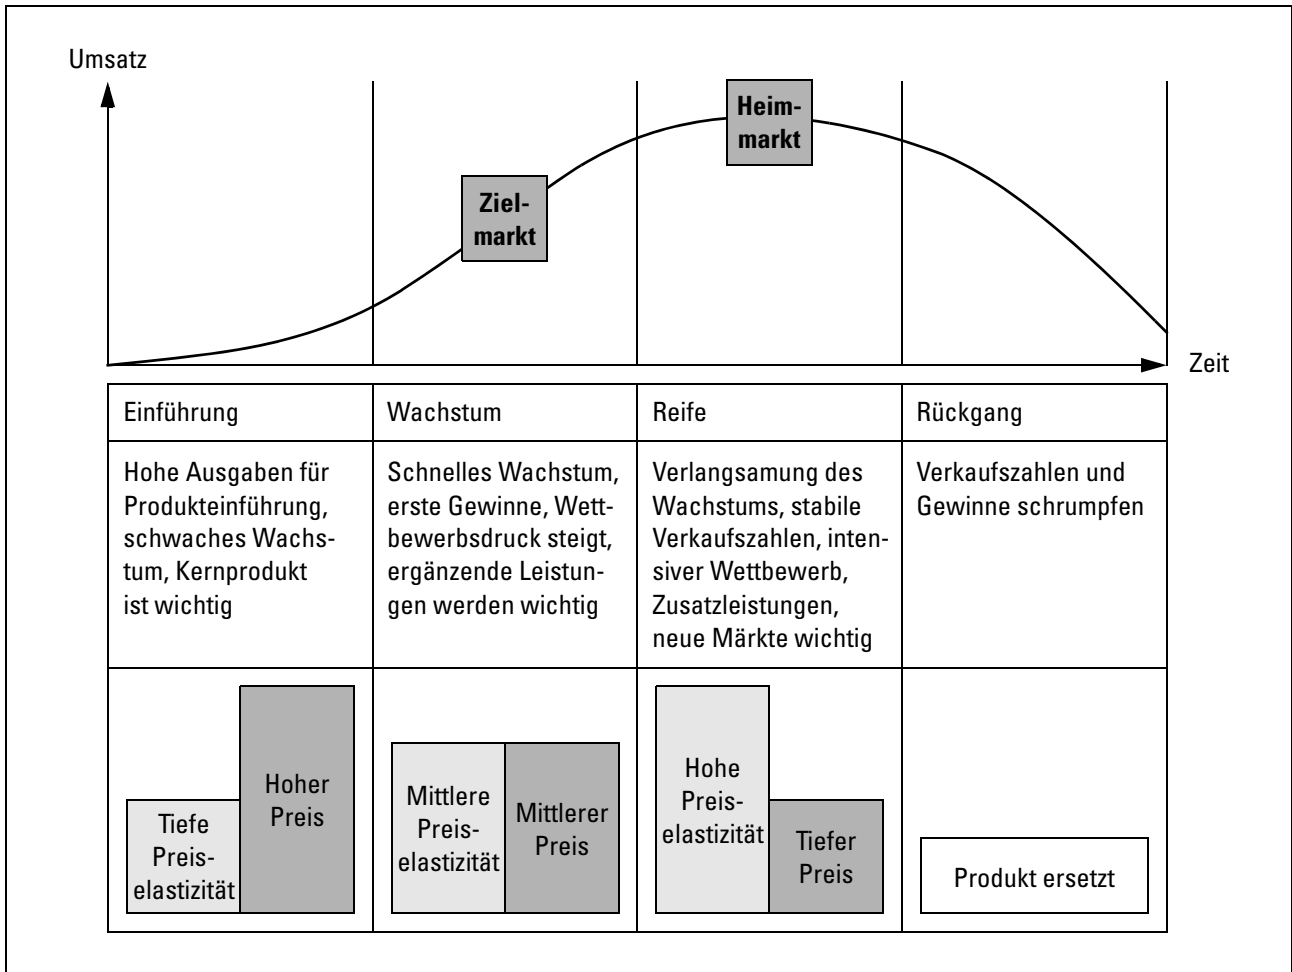 Umsatz
Heim-
markt
Ziel-
markt
Zeit
Einführung
Wachstum
Reife
Rückgang
Hohe Ausgaben für
Produkteinführung,
schwaches Wachs-
tum, Kernprodukt
ist wichtig
Schnelles Wachstum,
erste Gewinne, Wett-
bewerbsdruck steigt,
ergänzende Leistun-
gen werden wichtig
Verlangsamung des
Wachstums, stabile
Verkaufszahlen, inten-
siver Wettbewerb,
Zusatzleistungen,
neue Märkte wichtig
Verkaufszahlen und
Gewinne schrumpfen
Tiefe
Preis-
elastizität
Hoher
Preis
Mittlere
Preis-
elastizität
Mittlerer
Preis
Hohe
Preis-
elastizität
Tiefer
Preis
Produkt ersetzt